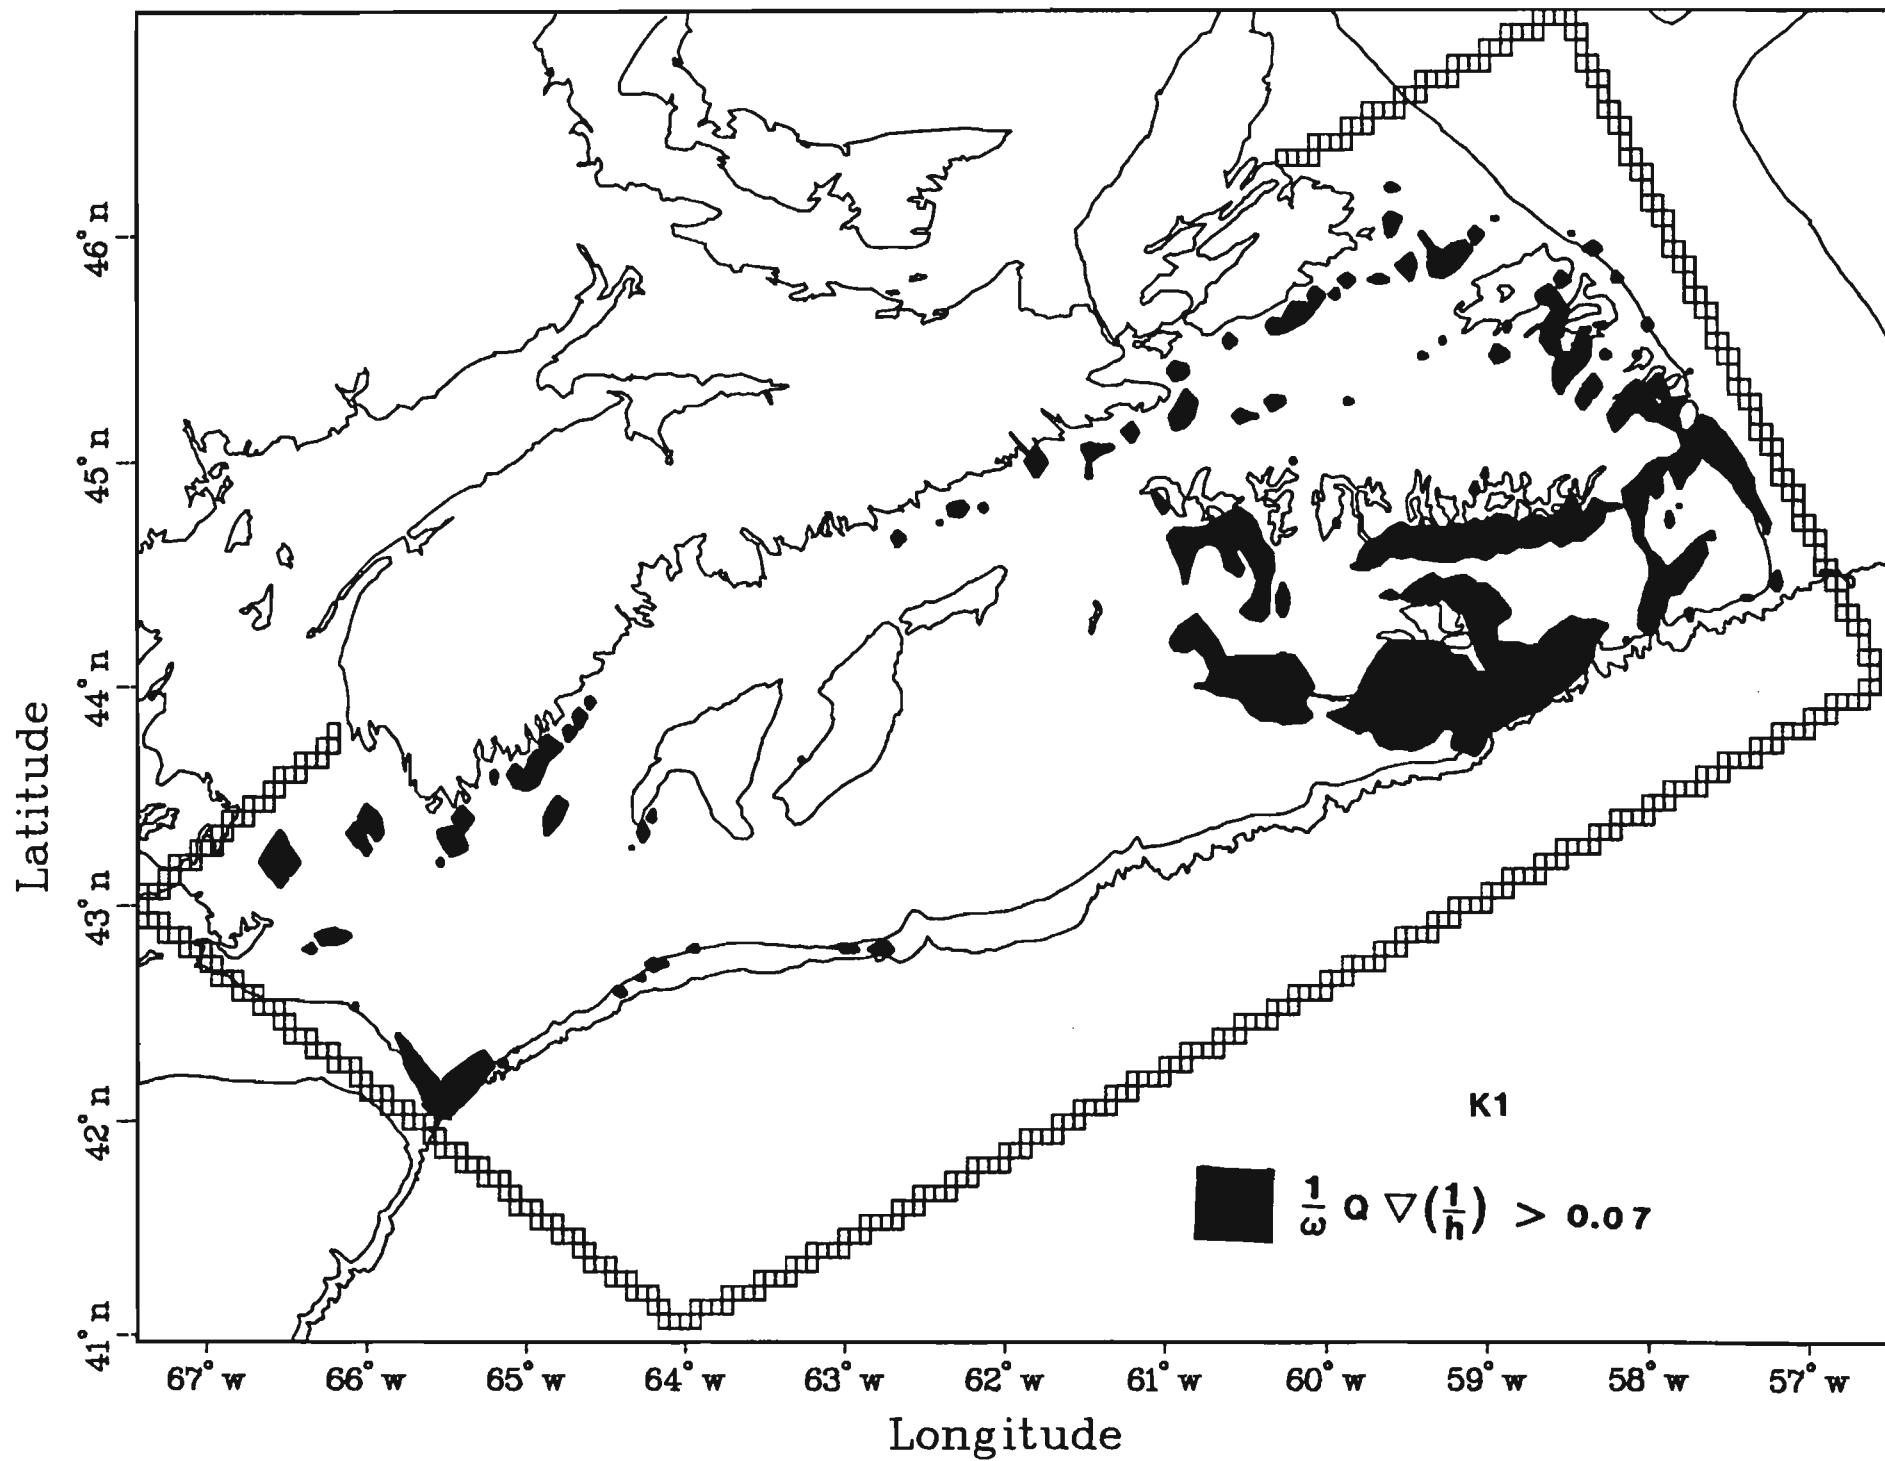 Latitude
46° n
45° n
44° n
43° n
42° n
41° n
K1
1/ω Q ∇(1/h) > 0.07
67° w 66° w 65° w 64° w 63° w 62° w 61° w 60° w 59° w 58° w 57° w
Longitude